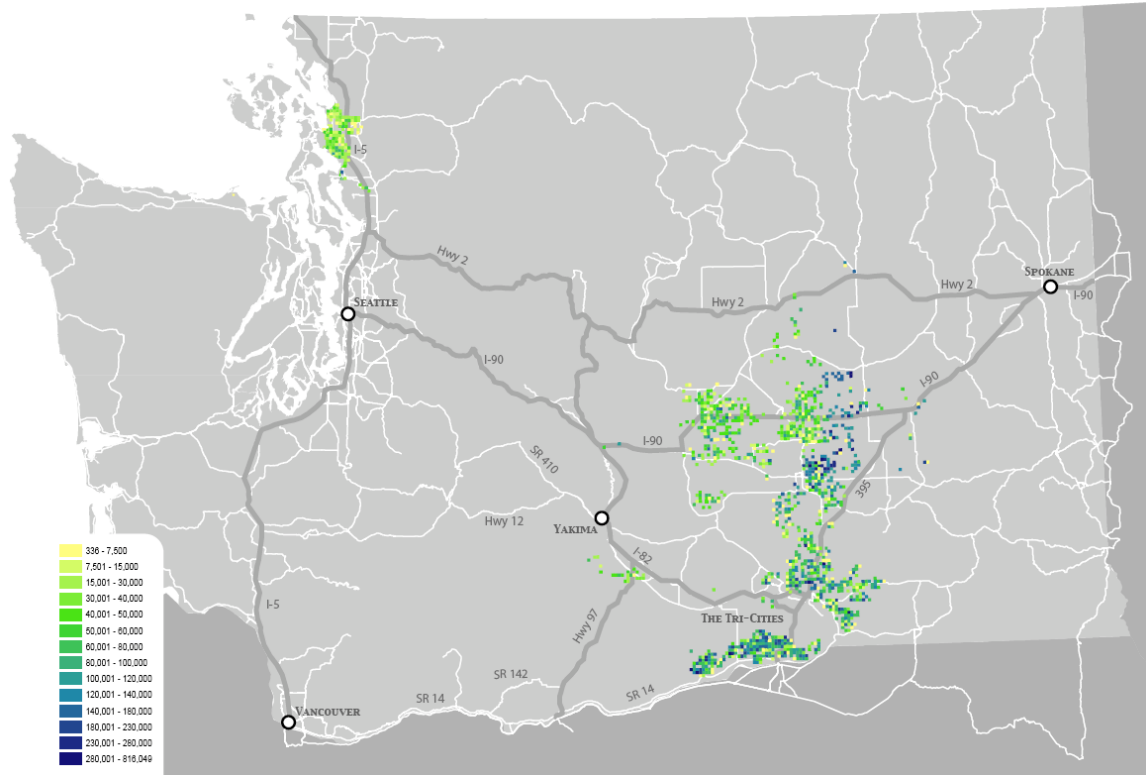 I-5
Hwy 2
Spokane
I-90
Hwy 2
Hwy 2
Seattle
I-90
I-90
I-90
SR 410
395
Hwy 12
Yakima
I-82
336 - 7,500
7,501 - 15,000
15,001 - 30,000
30,001 - 40,000
40,001 - 50,000
50,001 - 60,000
60,001 - 80,000
80,001 - 100,000
100,001 - 120,000
120,001 - 140,000
140,001 - 180,000
180,001 - 230,000
230,001 - 280,000
280,001 - 816,049
I-5
Hwy 97
The Tri-Cities
SR 142
SR 14
SR 14
Vancouver